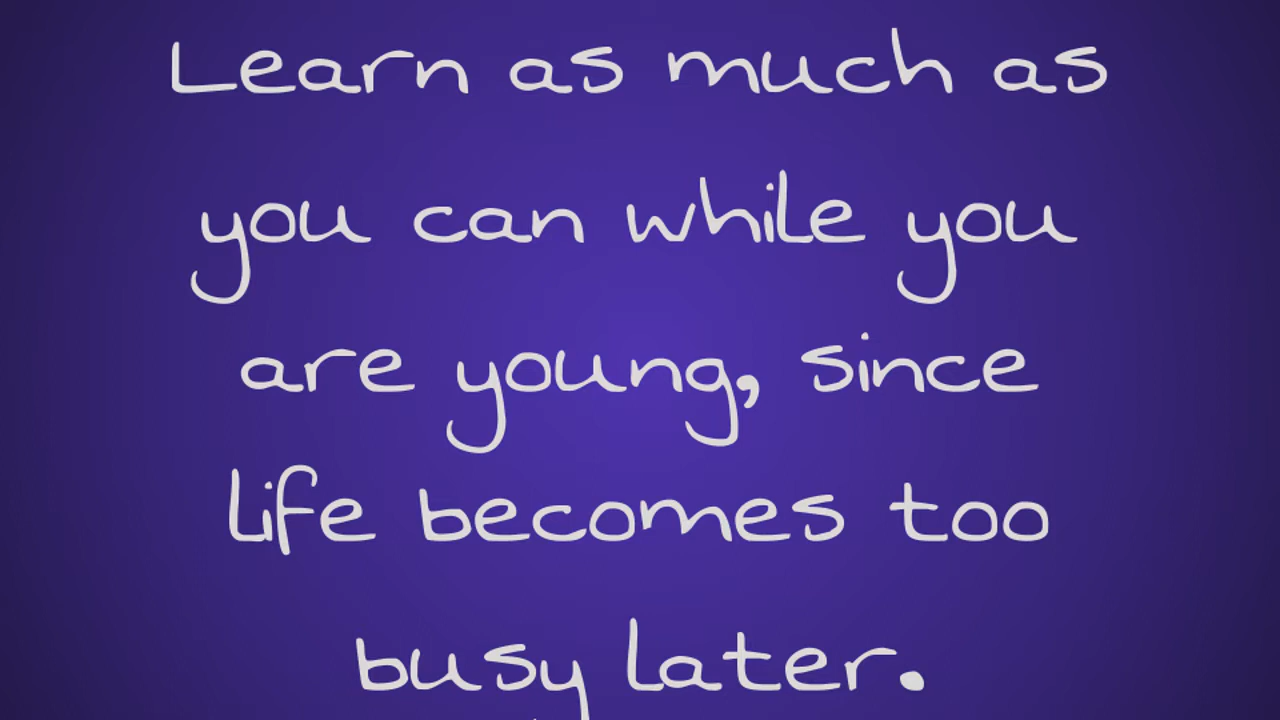 Learn as much as
you can while you
are young, since
life becomes too
busy later.